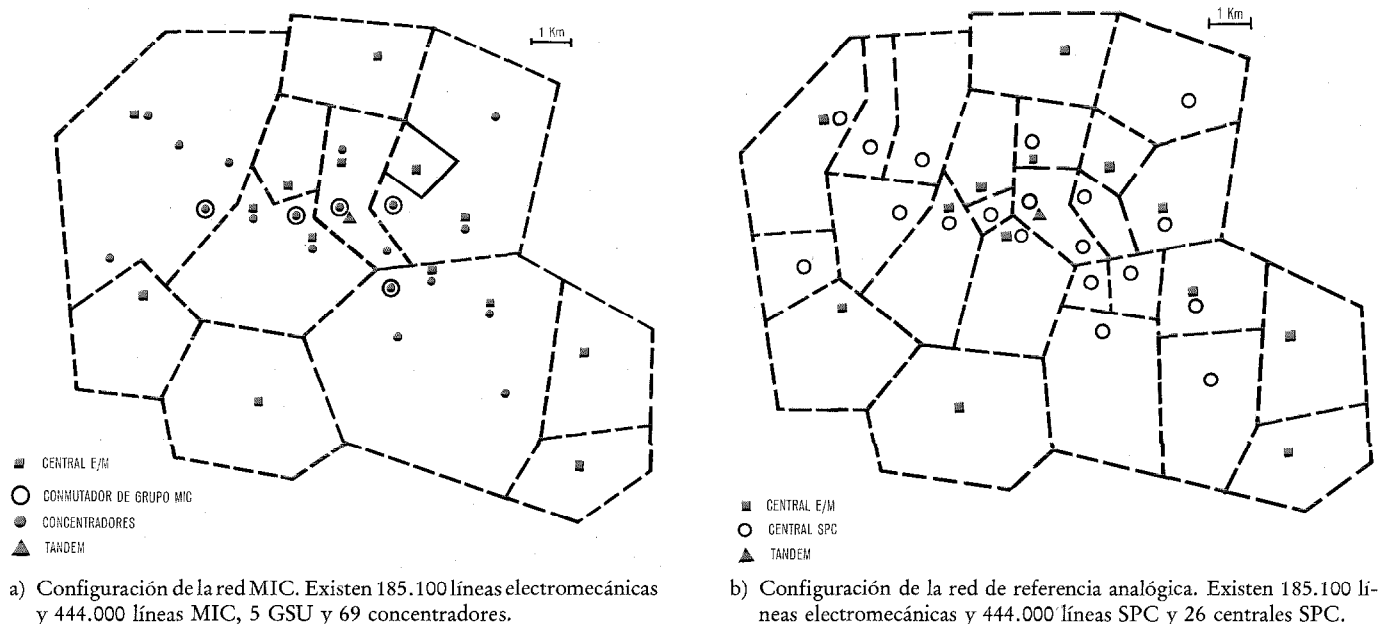 1 Km
CENTRAL E/M
CONMUTADOR DE GRUPO MIC
CONCENTRADORES
TANDEM
a) Configuración de la red MIC. Existen 185.100 líneas electromecánicas
y 444.000 líneas MIC, 5 GSU y 69 concentradores.
1 Km
CENTRAL E/M
CENTRAL SPC
TANDEM
b) Configuración de la red de referencia analógica. Existen 185.100 lí-
neas electromecánicas y 444.000 líneas SPC y 26 centrales SPC.